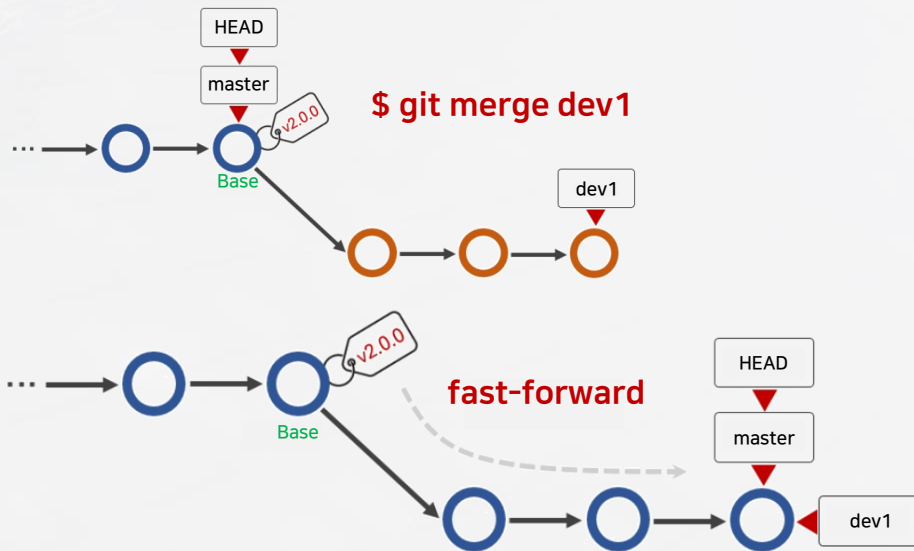 HEAD
master
v2.0.0
$ git merge dev1
...
Base
dev1
v2.0.0
HEAD
...
fast-forward
Base
master
dev1